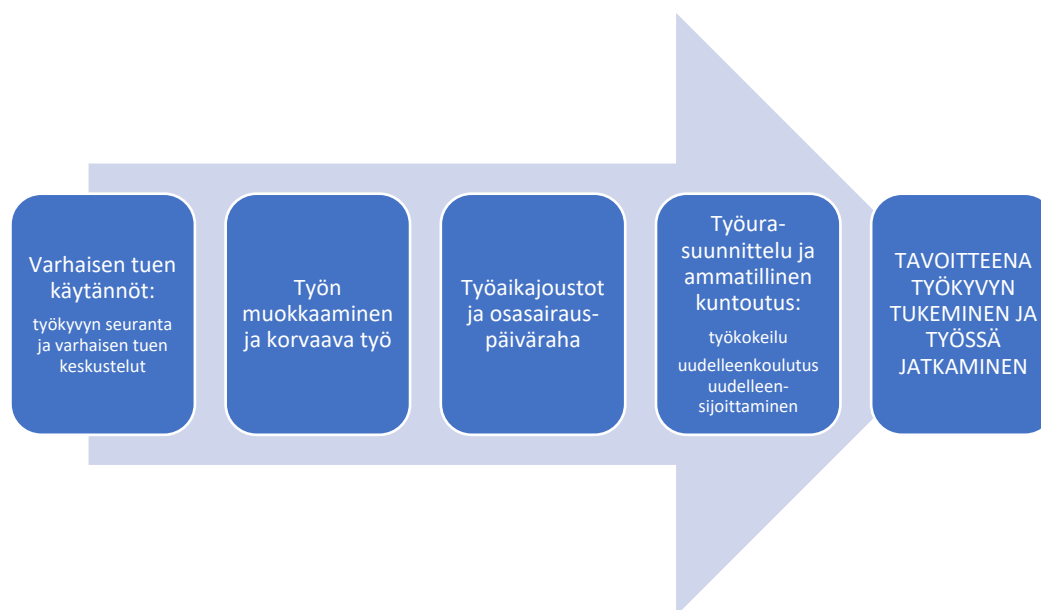 Varhaisen tuen
käytännöt:
työkyvyn seuranta
ja varhaisen tuen
keskustelut
Työn
muokkaaminen
ja korvaava työ
Työaikajoustot
ja osasairaus-
päiväraha
Työura-
suunnittelu ja
ammatillinen
kuntoutus:
työkokeilu
uudelleenkoulutus
uudelleen-
sijoittaminen
TAVOITTEENA
TYÖKYVYN
TUKEMINEN JA
TYÖSSÄ
JATKAMINEN